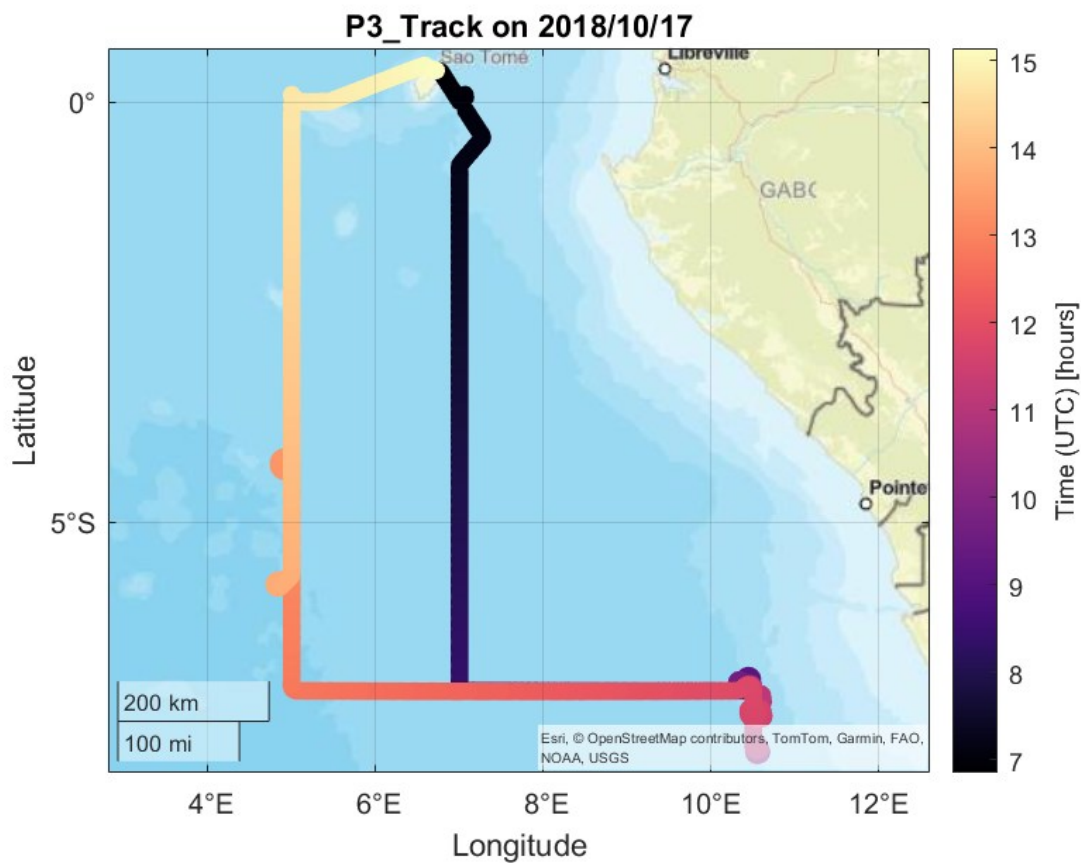 P3_Track on 2018/10/17
Sao Tomé
Libreville
GABC
Pointe
0°
5°S
Latitude
200 km
100 mi
Esri, © OpenStreetMap contributors, TomTom, Garmin, FAO,
NOAA, USGS
4°E 6°E 8°E 10°E 12°E
Longitude
15
14
13
12
11
10
9
8
7
Time (UTC) [hours]